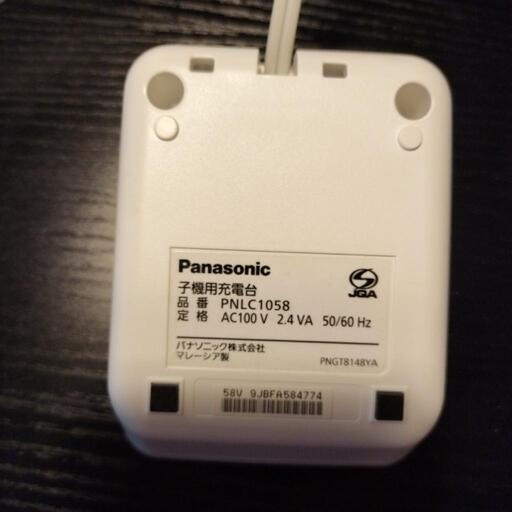 Panasonic
子機用充電台
品 番 PNLC1058
定 格 AC100 V 2.4 VA 50/60 Hz
JQA
パナソニック株式会社
マレーシア製
PNGT8148YA
58V 9JBFA584774